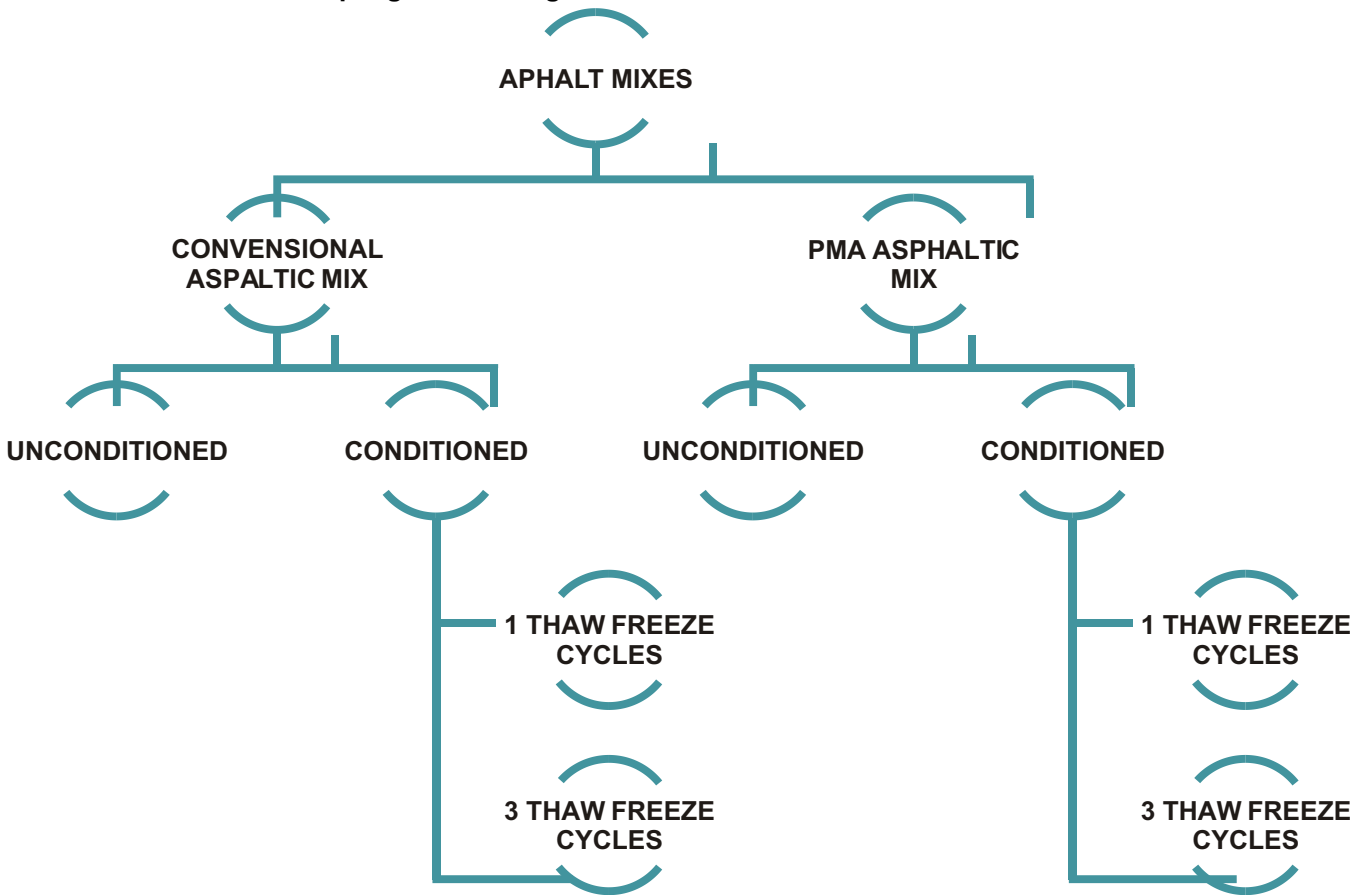 APHALT MIXES
CONVENSIONAL
ASPALTIC MIX
PMA ASPHALTIC
MIX
UNCONDITIONED
CONDITIONED
UNCONDITIONED
CONDITIONED
1 THAW FREEZE
CYCLES
1 THAW FREEZE
CYCLES
3 THAW FREEZE
CYCLES
3 THAW FREEZE
CYCLES